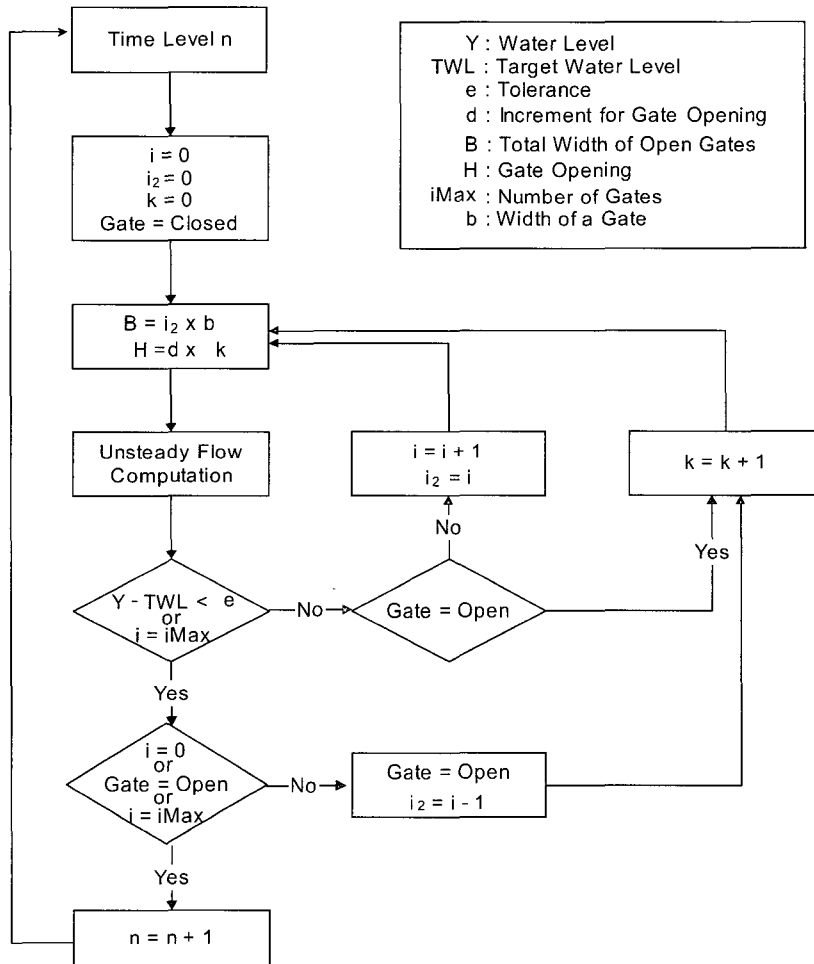 Time Level n
Y : Water Level
TWL : Target Water Level
e : Tolerance
d : Increment for Gate Opening
B : Total Width of Open Gates
H : Gate Opening
iMax : Number of Gates
b : Width of a Gate
i = 0
i₂ = 0
k = 0
Gate = Closed
B = i₂ x b
H =d x k
Unsteady Flow
Computation
i = i + 1
i₂ = i
k = k + 1
No
Yes
Y - TWL < e
or
i = iMax
No
Gate = Open
Yes
i = 0
or
Gate = Open
or
i = iMax
No
Gate = Open
i₂ = i - 1
Yes
n = n + 1